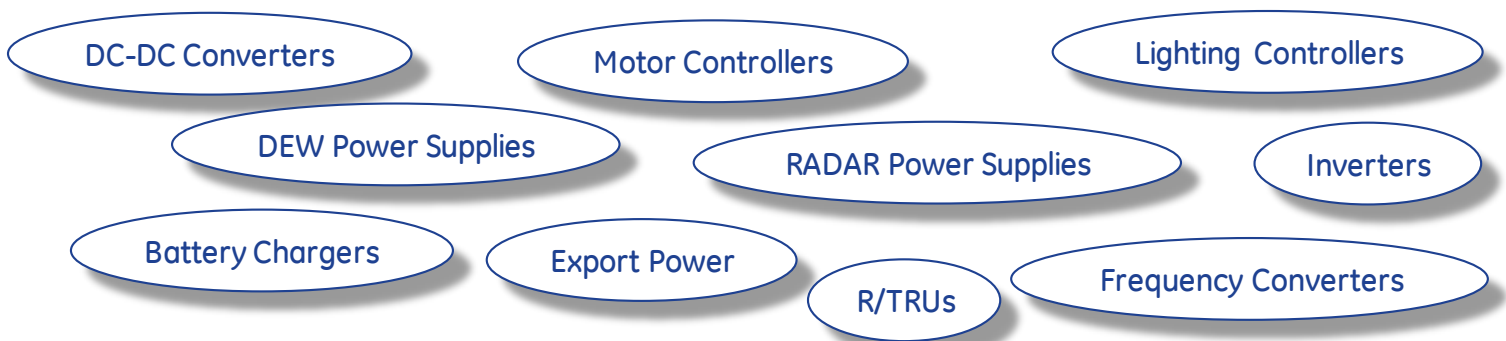 DC-DC Converters
Motor Controllers
Lighting Controllers
DEW Power Supplies
RADAR Power Supplies
Inverters
Battery Chargers
Export Power
R/TRUs
Frequency Converters